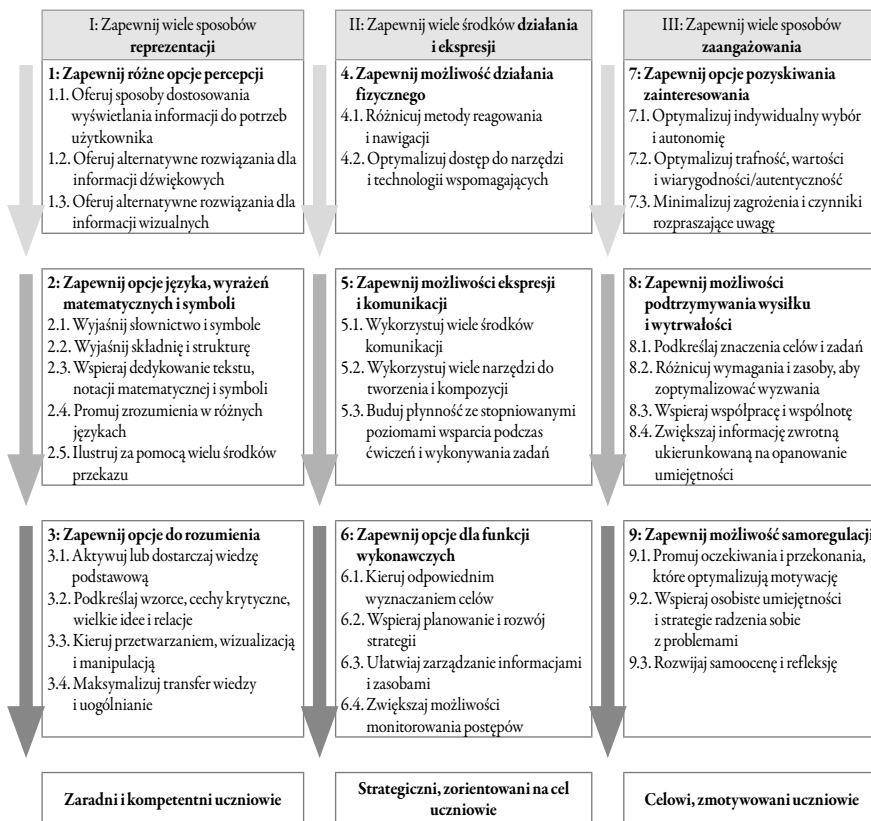 I: Zapewnij wiele sposobów
reprezentacji
1: Zapewnij różne opcje percepcji
1.1. Oferuj sposoby dostosowania
wyświetlania informacji do potrzeb
użytkownika
1.2. Oferuj alternatywne rozwiązania dla
informacji dźwiękowych
1.3. Oferuj alternatywne rozwiązania dla
informacji wizualnych
2: Zapewnij opcje języka, wyrażeń
matematycznych i symboli
2.1. Wyjaśnij słownictwo i symbole
2.2. Wyjaśnij składnię i strukturę
2.3. Wspieraj dedykowanie tekstu,
notacji matematycznej i symboli
2.4. Promuj zrozumienia w różnych
językach
2.5. Ilustruj za pomocą wielu środków
przekazu
3: Zapewnij opcje do rozumienia
3.1. Aktywuj lub dostarczaj wiedzę
podstawową
3.2. Podkreślaj wzorce, cechy krytyczne,
wielkie idee i relacje
3.3. Kieruj przetwarzaniem, wizualizacją
i manipulacją
3.4. Maksymalizuj transfer wiedzy
i uogólnianie
Zaradni i kompetentni uczniowie
II: Zapewnij wiele środków działania
i ekspresji
4. Zapewnij możliwość działania
fizycznego
4.1. Różnicuj metody reagowania
i nawigacji
4.2. Optymalizuj dostęp do narzędzi
i technologii wspomagających
5: Zapewnij możliwości ekspresji
i komunikacji
5.1. Wykorzystuj wiele środków
komunikacji
5.2. Wykorzystuj wiele narzędzi do
tworzenia i kompozycji
5.3. Buduj płynność ze stopniowanymi
poziomami wsparcia podczas
ćwiczeń i wykonywania zadań
6: Zapewnij opcje dla funkcji
wykonawczych
6.1. Kieruj odpowiednim
wyznaczaniem celów
6.2. Wspieraj planowanie i rozwój
strategii
6.3. Ułatwiaj zarządzanie informacjami
i zasobami
6.4. Zwiększaj możliwości
monitorowania postępów
Strategiczni, zorientowani na cel
uczniowie
III: Zapewnij wiele sposobów
zaangażowania
7: Zapewnij opcje pozyskiwania
zainteresowania
7.1. Optymalizuj indywidualny wybór
i autonomię
7.2. Optymalizuj trafność, wartości
i wiarygodności/autentyczność
7.3. Minimalizuj zagrożenia i czynniki
rozpraszające uwagę
8: Zapewnij możliwości
podtrzymywania wysiłku
i wytrwałości
8.1. Podkreślaj znaczenia celów i zadań
8.2. Różnicuj wymagania i zasoby, aby
zoptymalizować wyzwania
8.3. Wspieraj współpracę i wspólnotę
8.4. Zwiększaj informację zwrotną
ukierunkowaną na opanowanie
umiejętności
9: Zapewnij możliwość samoregulacji
9.1. Promuj oczekiwania i przekonania,
które optymalizują motywację
9.2. Wspieraj osobiste umiejętności
i strategie radzenia sobie
z problemami
9.3. Rozwijaj samoocenę i refleksję
Celowi, zmotywowani uczniowie